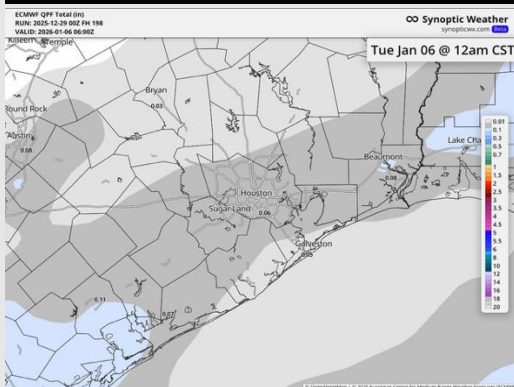 ECMWF QPF Total (in)
RUN: 2025-12-29 00Z FH 198
VALID: 2026-01-06 06:00Z
Synoptic Weather
synopticwx.com Beta
Tue Jan 06 @ 12am CST
Killeen
Temple
Bryan
0.03
Round Rock
Austin
0.08
Lake Cha
Beaumont
0.08
Houston
Sugar Land
0.06
Galveston
0.05
0.11
0.07
0.01
0.1
0.3
0.5
0.7
1
1.5
2
2.5
3
3.5
4
4.5
5
5.5
6
8
10
12
14
16
18
20